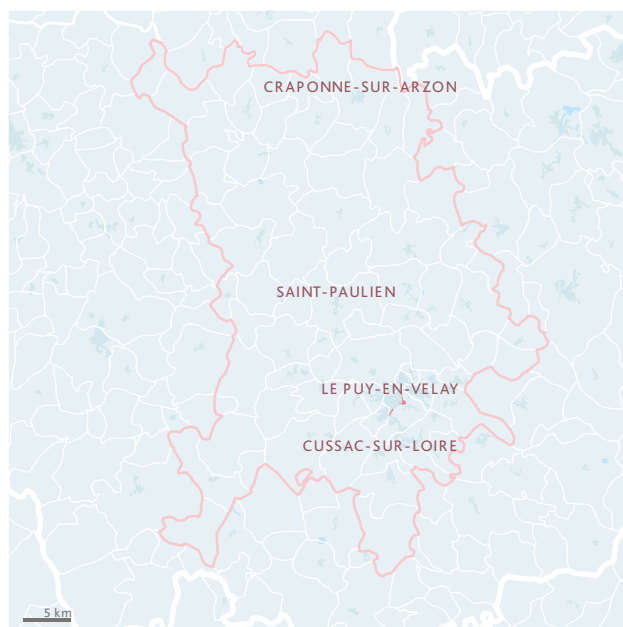 CRAPONNE-SUR-ARZON
SAINT-PAULIEN
LE PUY-EN-VELAY
CUSSAC-SUR-LOIRE
5 km